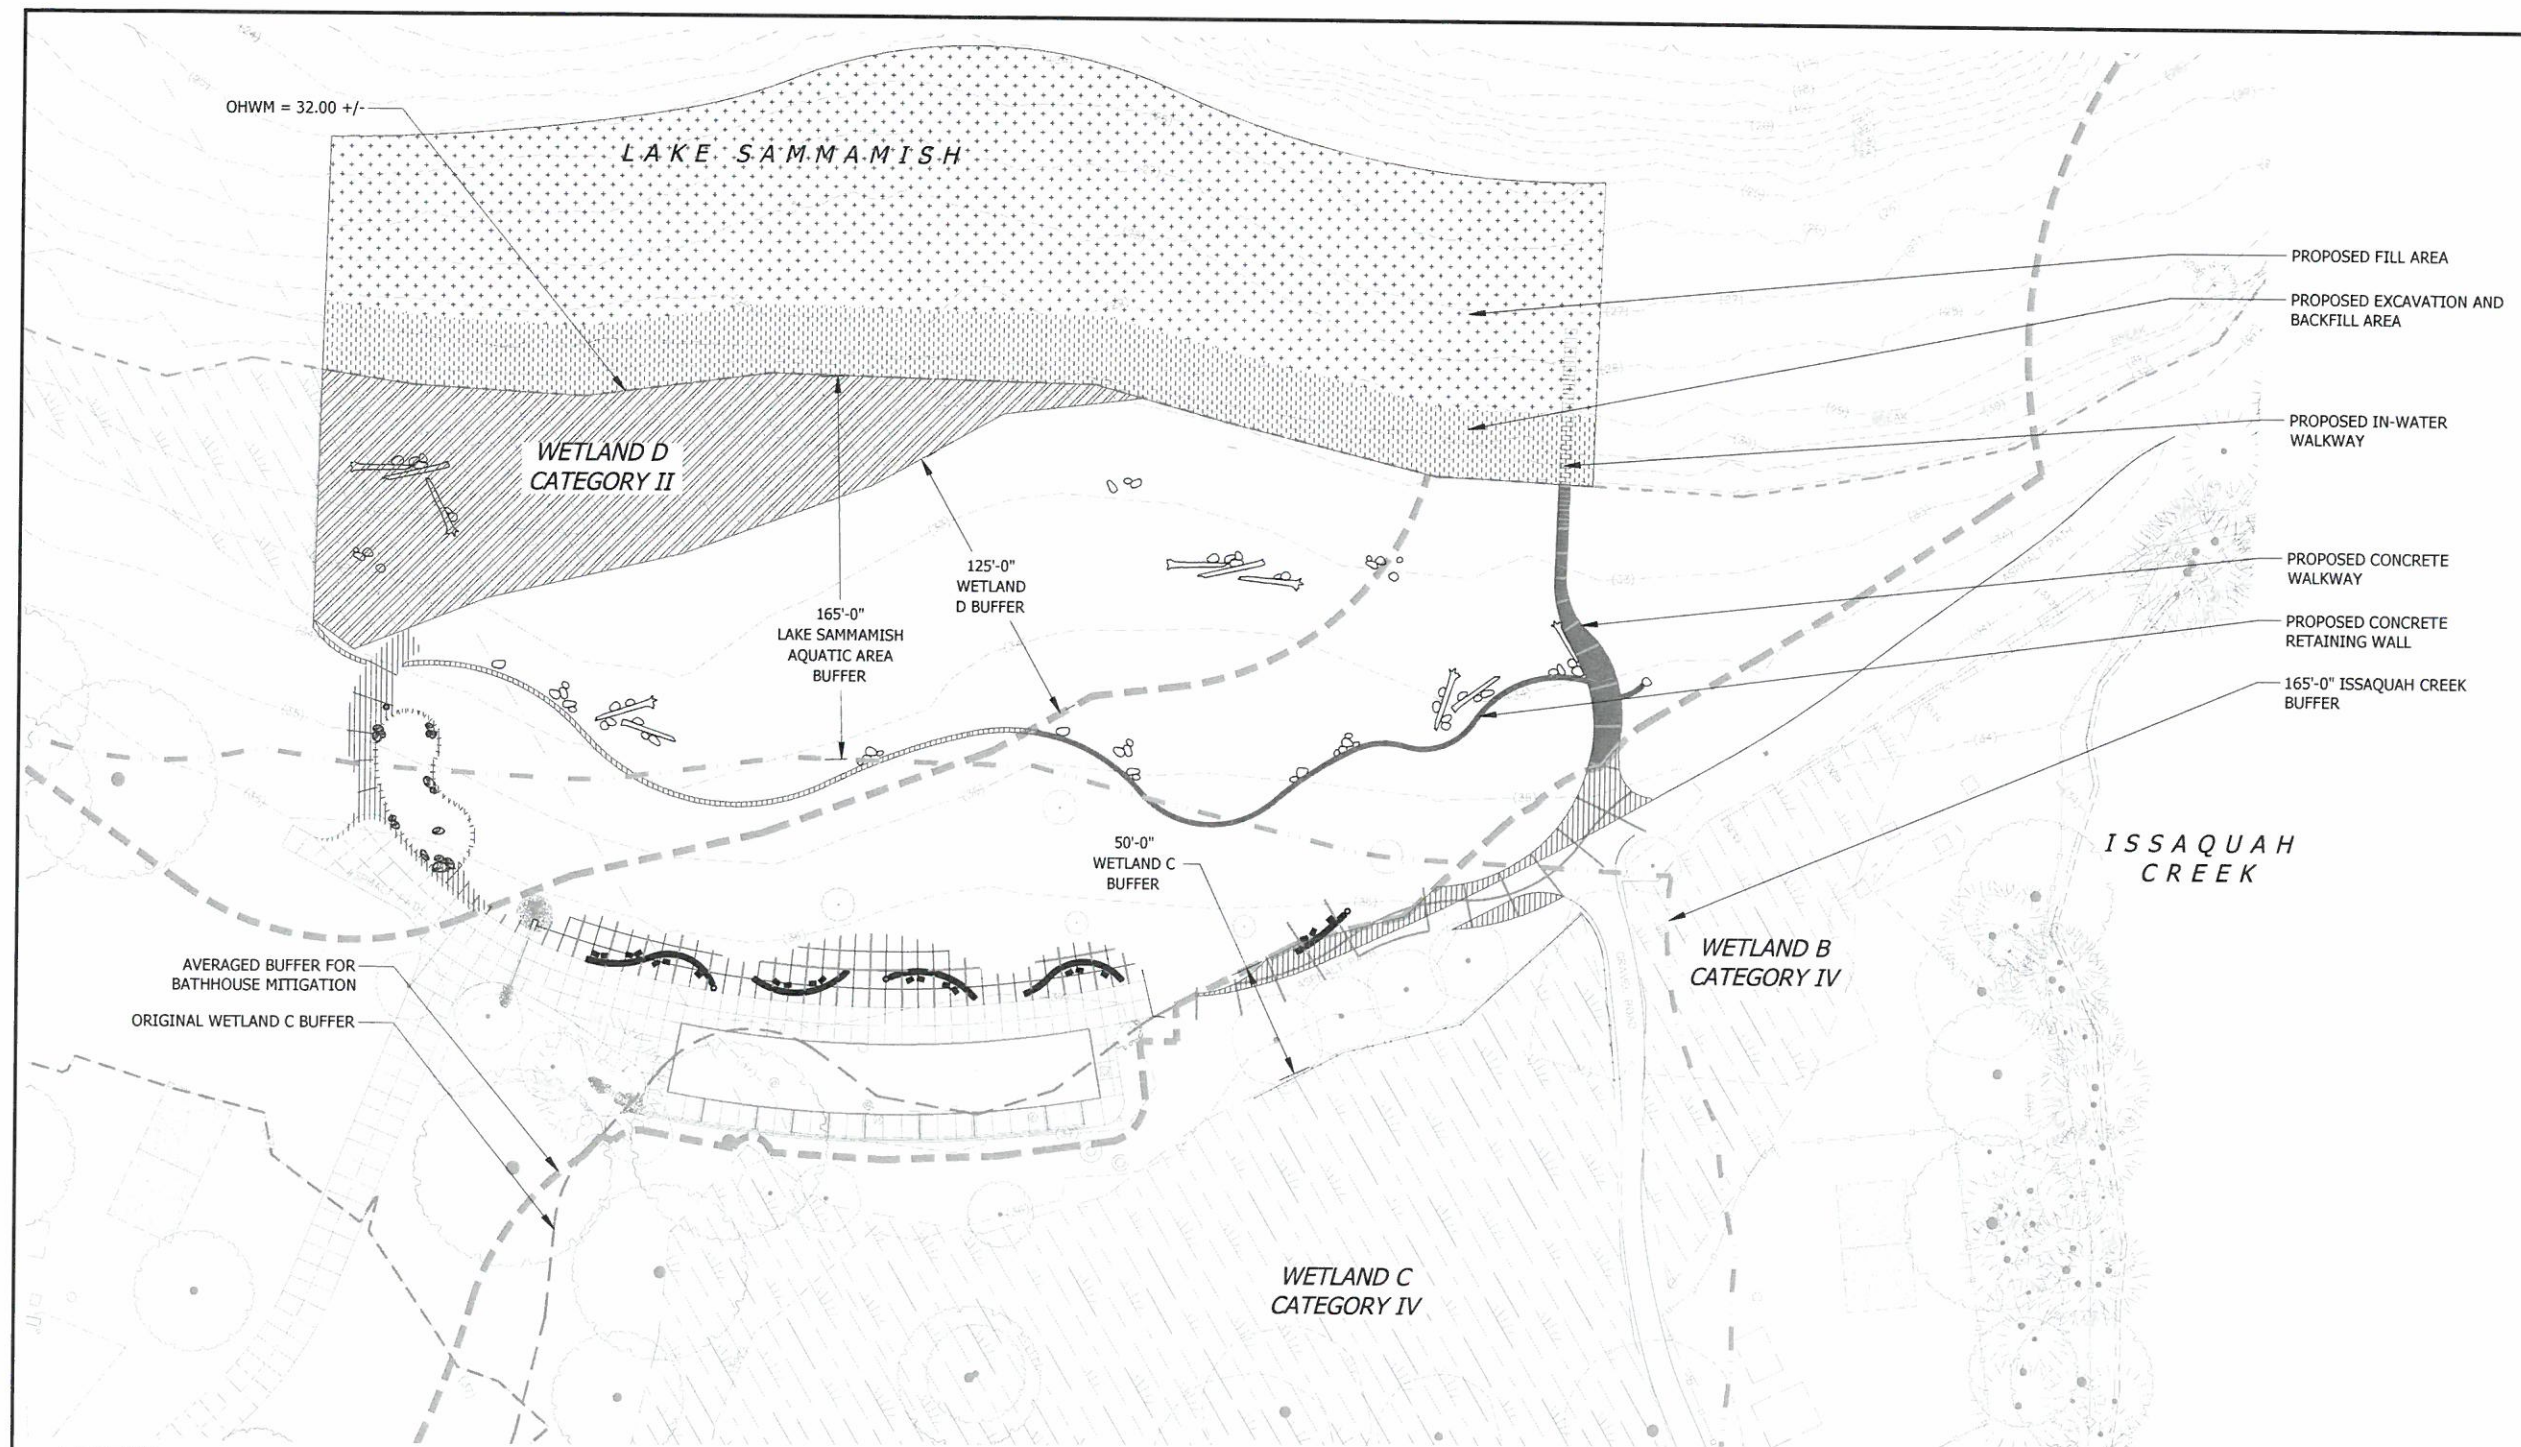 OHWM = 32.00 +/-
LAKE SAMMAMISH
PROPOSED FILL AREA
PROPOSED EXCAVATION AND
BACKFILL AREA
PROPOSED IN-WATER
WALKWAY
WETLAND D
CATEGORY II
125'-0"
WETLAND
D BUFFER
165'-0"
LAKE SAMMAMISH
AQUATIC AREA
BUFFER
PROPOSED CONCRETE
WALKWAY
PROPOSED CONCRETE
RETAINING WALL
165'-0" ISSAQUAH CREEK
BUFFER
50'-0"
WETLAND C
BUFFER
ISSAQUAH
CREEK
WETLAND B
CATEGORY IV
AVERAGED BUFFER FOR
BATHHOUSE MITIGATION
ORIGINAL WETLAND C BUFFER
WETLAND C
CATEGORY IV